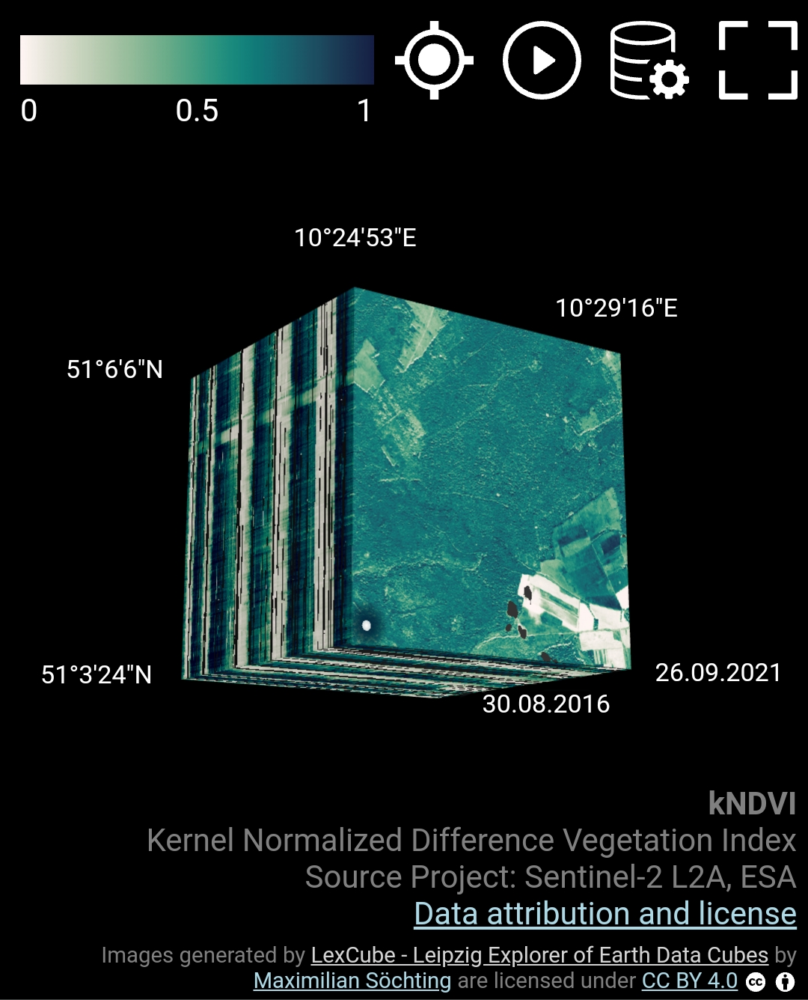 0 0.5 1
10°24'53"E
10°29'16"E
51°6'6"N
51°3'24"N
26.09.2021
30.08.2016
kNDVI
Kernel Normalized Difference Vegetation Index
Source Project: Sentinel-2 L2A, ESA
Data attribution and license
Images generated by LexCube - Leipzig Explorer of Earth Data Cubes by
Maximilian Söchting are licensed under CC BY 4.0 cc